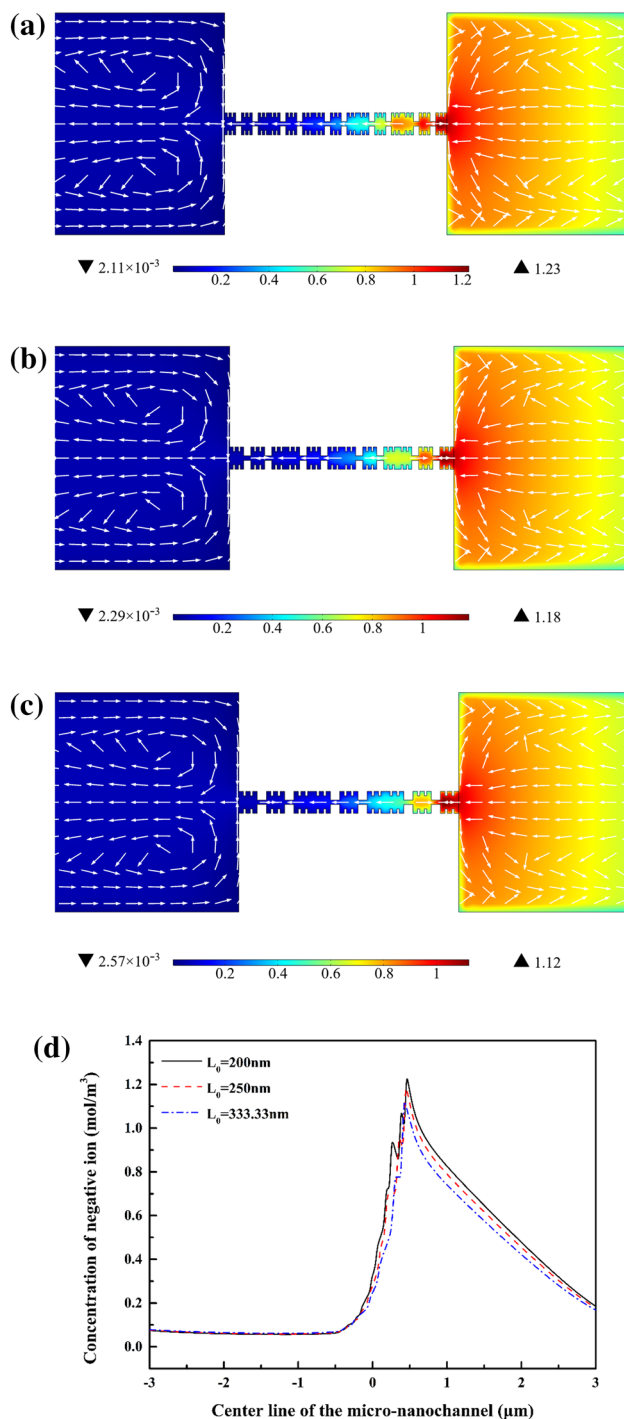 (a)
▼ 2.11×10⁻³
0.2 0.4 0.6 0.8 1 1.2
▲ 1.23
(b)
▼ 2.29×10⁻³
0.2 0.4 0.6 0.8 1
▲ 1.18
(c)
▼ 2.57×10⁻³
0.2 0.4 0.6 0.8 1
▲ 1.12
(d)
Concentration of negative ion (mol/m³)
1.4
1.2
1.0
0.8
0.6
0.4
0.2
0.0
L₀=200nm
L₀=250nm
L₀=333.33nm
-3 -2 -1 0 1 2 3
Center line of the micro-nanochannel (μm)